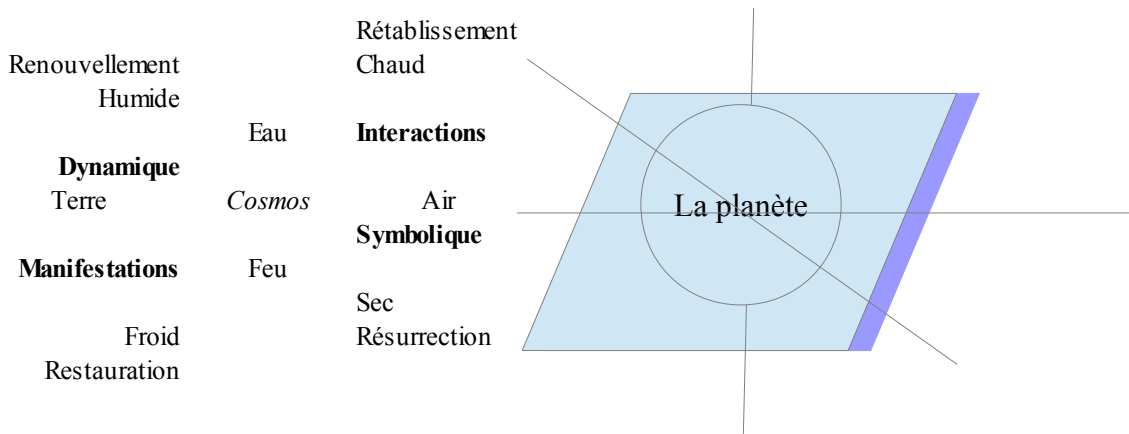 Rétablissement
Renouvellement Chaud
Humide
Eau Interactions
Dynamique
Terre Cosmos Air La planète
Symbolique
Manifestations Feu
Sec
Froid Résurrection
Restauration